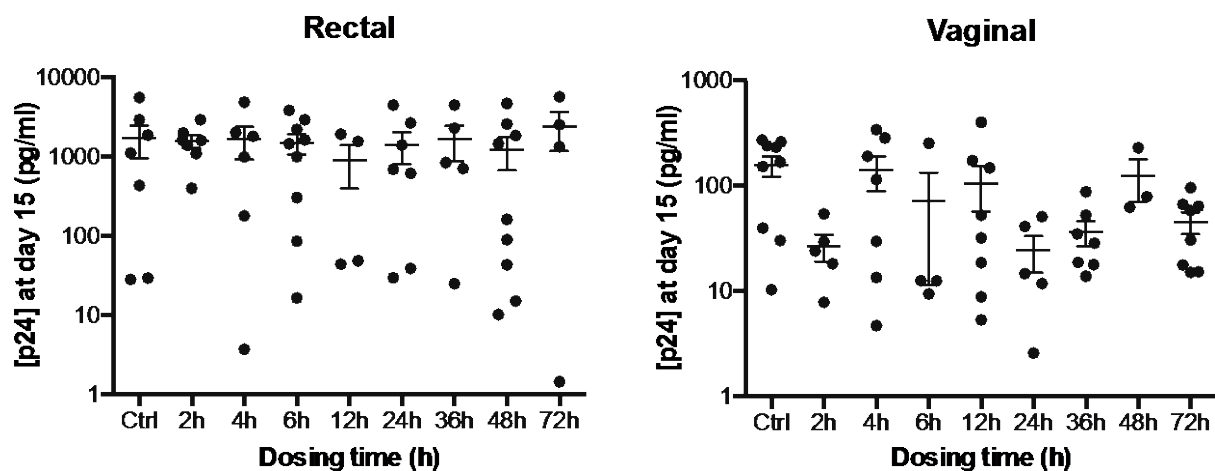 Rectal
[p24] at day 15 (pg/ml)
10000
1000
100
10
1
Ctrl 2h 4h 6h 12h 24h 36h 48h 72h
Dosing time (h)
Vaginal
[p24] at day 15 (pg/ml)
1000
100
10
1
Ctrl 2h 4h 6h 12h 24h 36h 48h 72h
Dosing time (h)